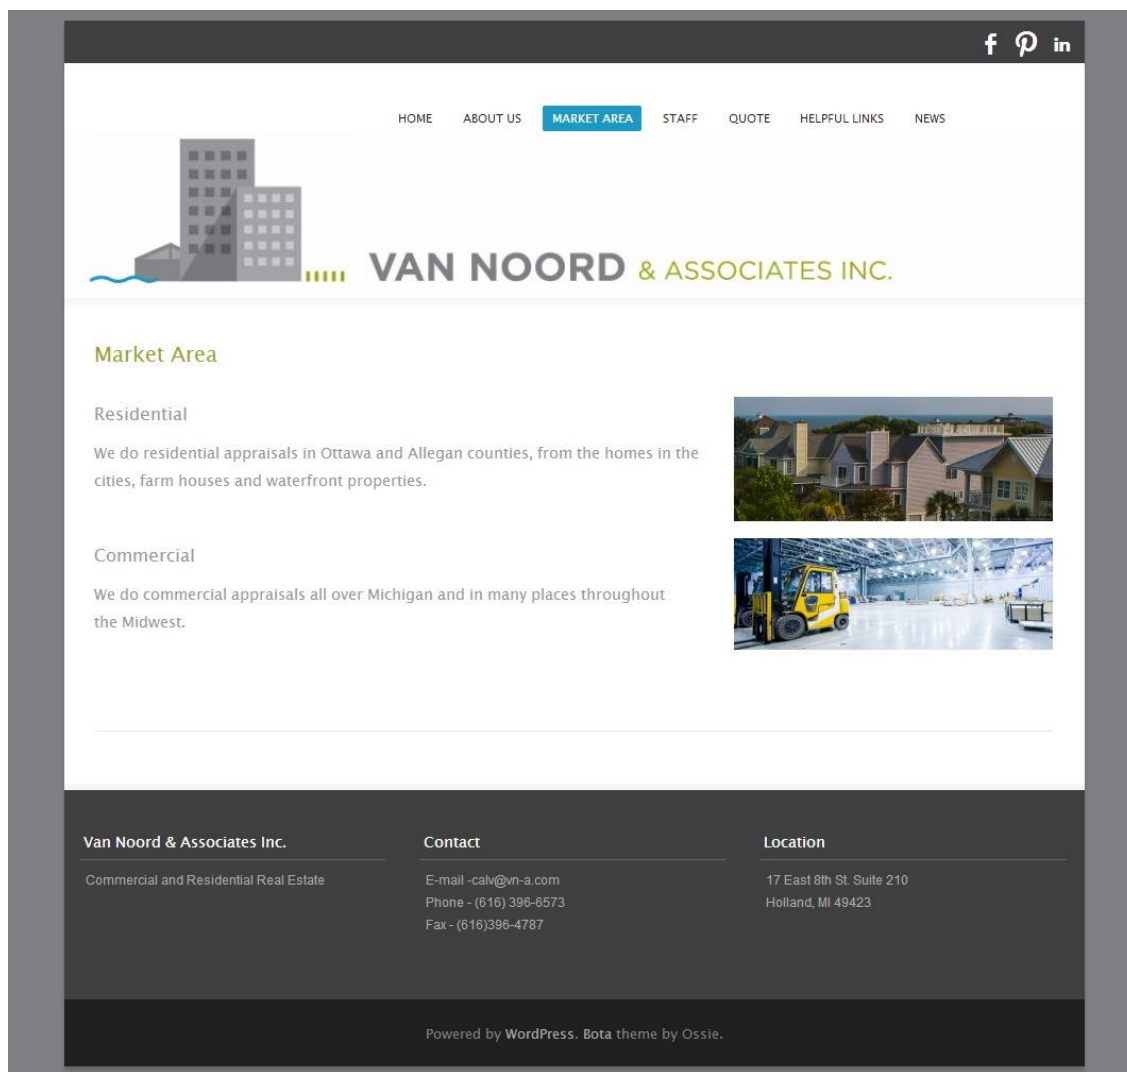 HOME ABOUT US MARKET AREA STAFF QUOTE HELPFUL LINKS NEWS
VAN NOORD & ASSOCIATES INC.
Market Area
Residential
We do residential appraisals in Ottawa and Allegan counties, from the homes in the
cities, farm houses and waterfront properties.
Commercial
We do commercial appraisals all over Michigan and in many places throughout
the Midwest.
Van Noord & Associates Inc.
Commercial and Residential Real Estate
Contact
E-mail -calv@vn-a.com
Phone - (616) 396-6573
Fax - (616)396-4787
Location
17 East 8th St. Suite 210
Holland, MI 49423
Powered by WordPress. Bota theme by Ossie.